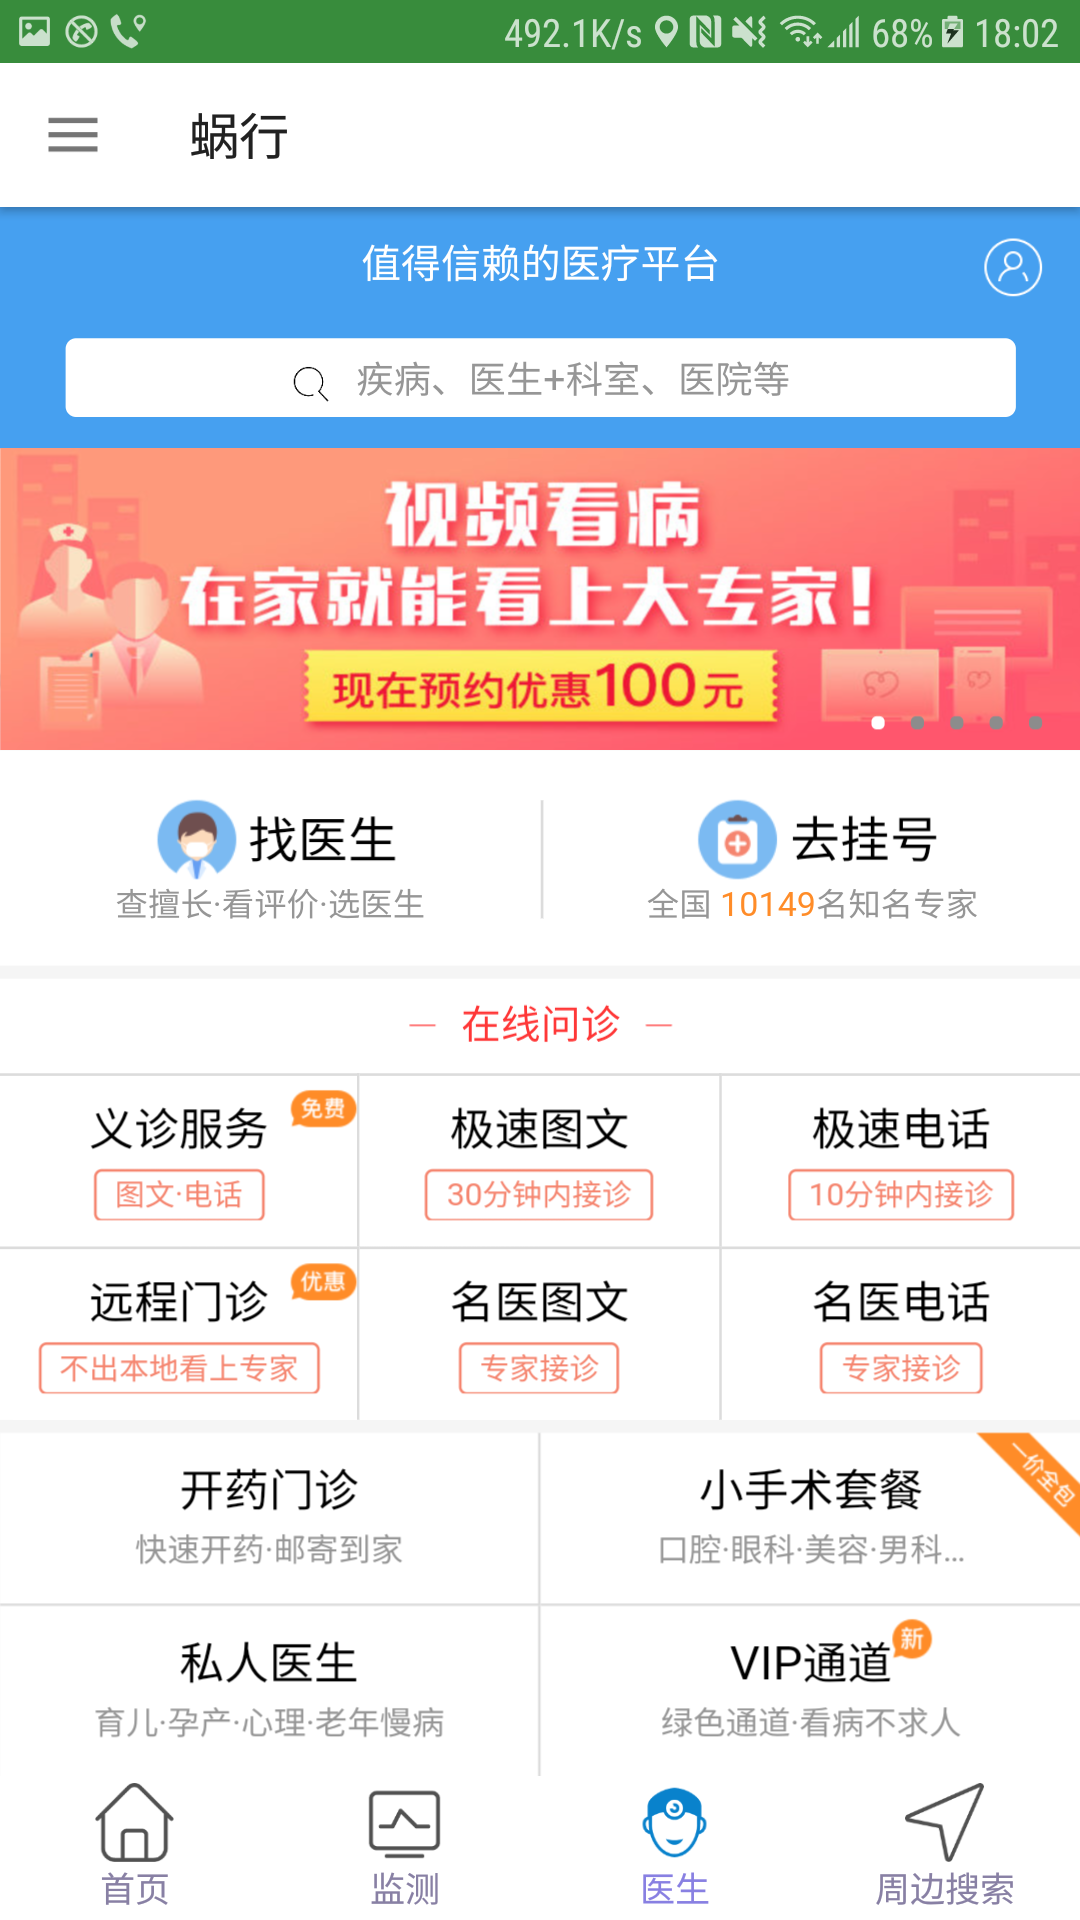 492.1K/s 68% 18:02
蜗行
值得信赖的医疗平台
疾病、医生+科室、医院等
视频看病
在家就能看上大专家!
现在预约优惠100元
找医生 去挂号
查擅长·看评价·选医生 全国 10149名知名专家
在线问诊
义诊服务 免费 极速图文 极速电话
图文·电话 30分钟内接诊 10分钟内接诊
远程门诊 优惠 名医图文 名医电话
不出本地看上专家 专家接诊 专家接诊
开药门诊 小手术套餐 一价全包
快速开药·邮寄到家 口腔·眼科·美容·男科...
私人医生 VIP通道 新
育儿·孕产·心理·老年慢病 绿色通道·看病不求人
首页 监测 医生 周边搜索